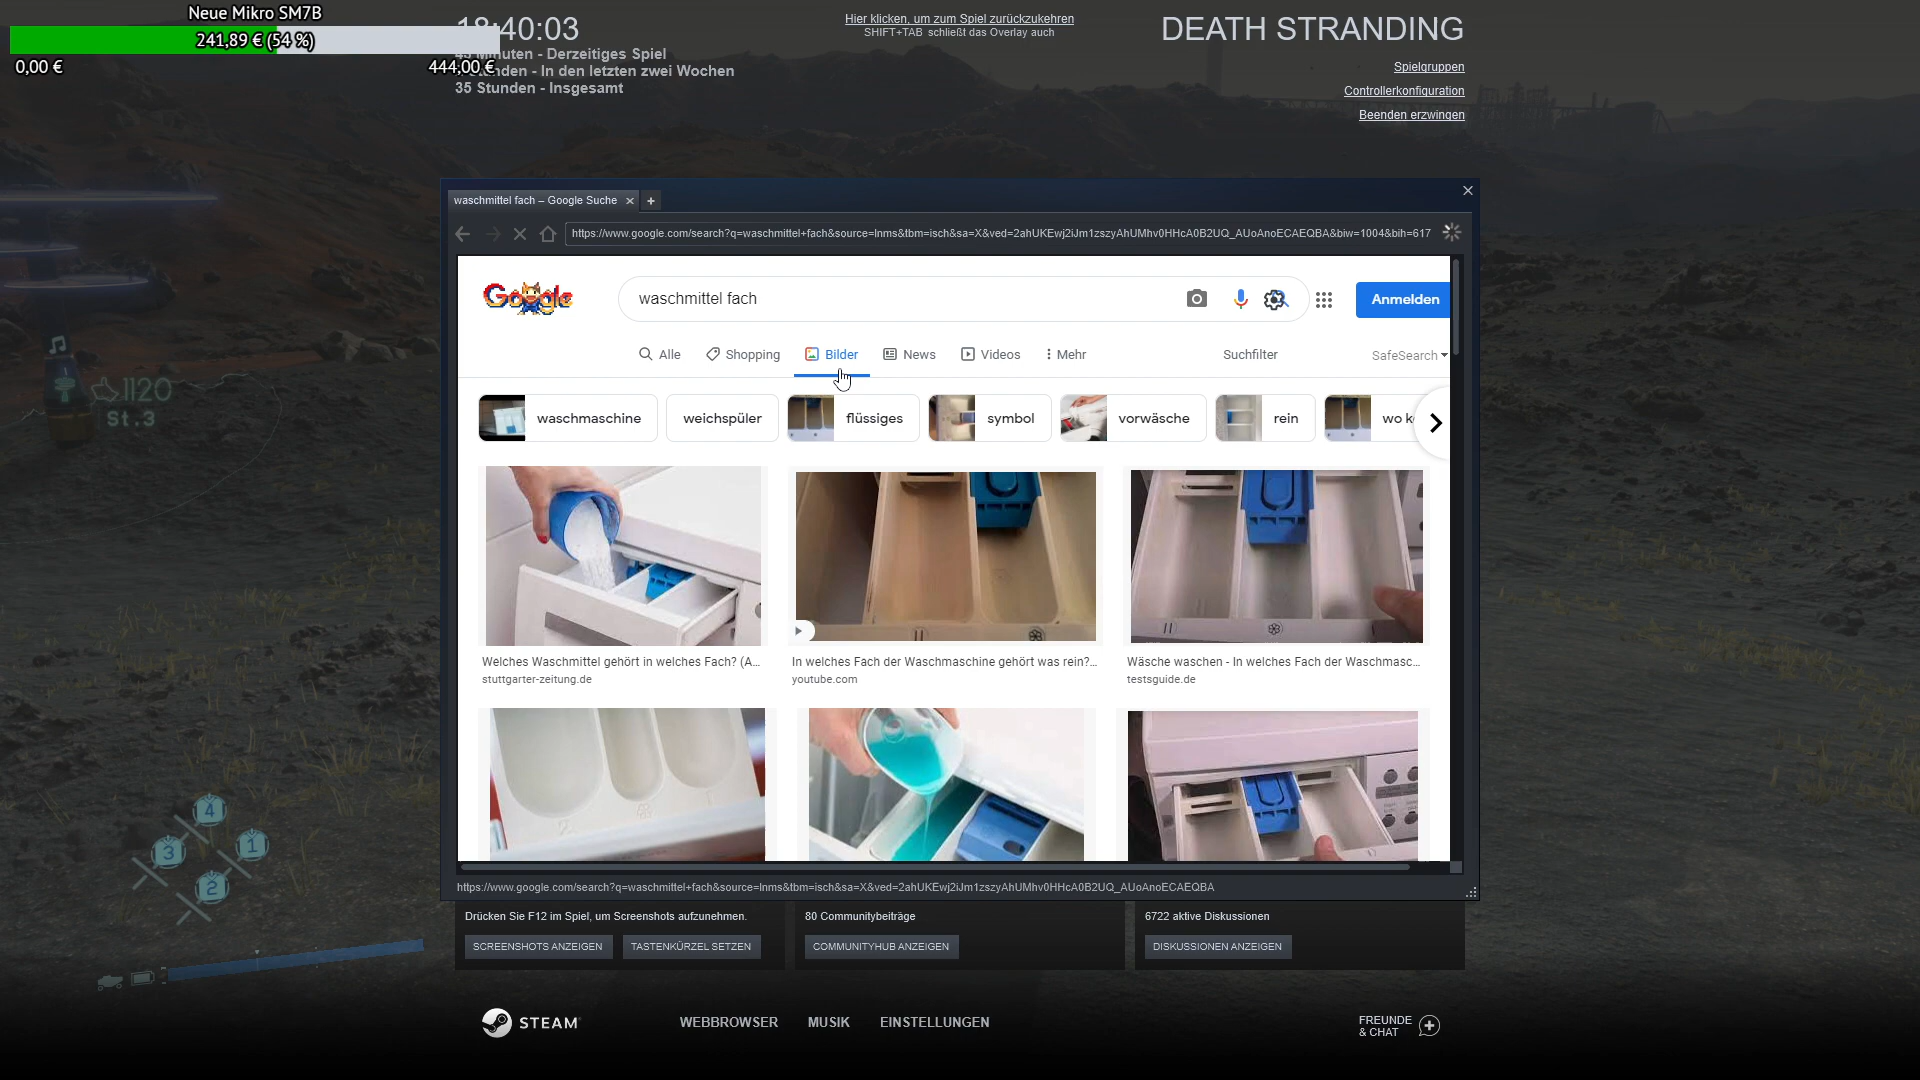 Neue Mikro SM7B
241,89 € (54 %)
0,00 €
444,00 €
18:40:03
Minuten - Derzeitiges Spiel
Stunden - In den letzten zwei Wochen
35 Stunden - Insgesamt
Hier klicken, um zum Spiel zurückzukehren
SHIFT+TAB schließt das Overlay auch
DEATH STRANDING
Spielgruppen
Controllerkonfiguration
Beenden erzwingen
waschmittel fach – Google Suche
https://www.google.com/search?q=waschmittel+fach&source=lnms&tbm=isch&sa=X&ved=2ahUKEwj2iJm1zszyAhUMhv0HHcA0B2UQ_AUoAnoECAEQBA&biw=1004&bih=617
Google
waschmittel fach
Anmelden
Alle
Shopping
Bilder
News
Videos
Mehr
Suchfilter
SafeSearch
waschmaschine
weichspüler
flüssiges
symbol
vorwäsche
rein
wo k
Welches Waschmittel gehört in welches Fach? (A...
stuttgarter-zeitung.de
In welches Fach der Waschmaschine gehört was rein?...
youtube.com
Wäsche waschen - In welches Fach der Waschmasc...
testsguide.de
https://www.google.com/search?q=waschmittel+fach&source=lnms&tbm=isch&sa=X&ved=2ahUKEwj2iJm1zszyAhUMhv0HHcA0B2UQ_AUoAnoECAEQBA
1120
St.3
4
3
1
2
Drücken Sie F12 im Spiel, um Screenshots aufzunehmen.
SCREENSHOTS ANZEIGEN
TASTENKÜRZEL SETZEN
80 Communitybeiträge
COMMUNITYHUB ANZEIGEN
6722 aktive Diskussionen
DISKUSSIONEN ANZEIGEN
STEAM
WEBBROWSER
MUSIK
EINSTELLUNGEN
FREUNDE
& CHAT